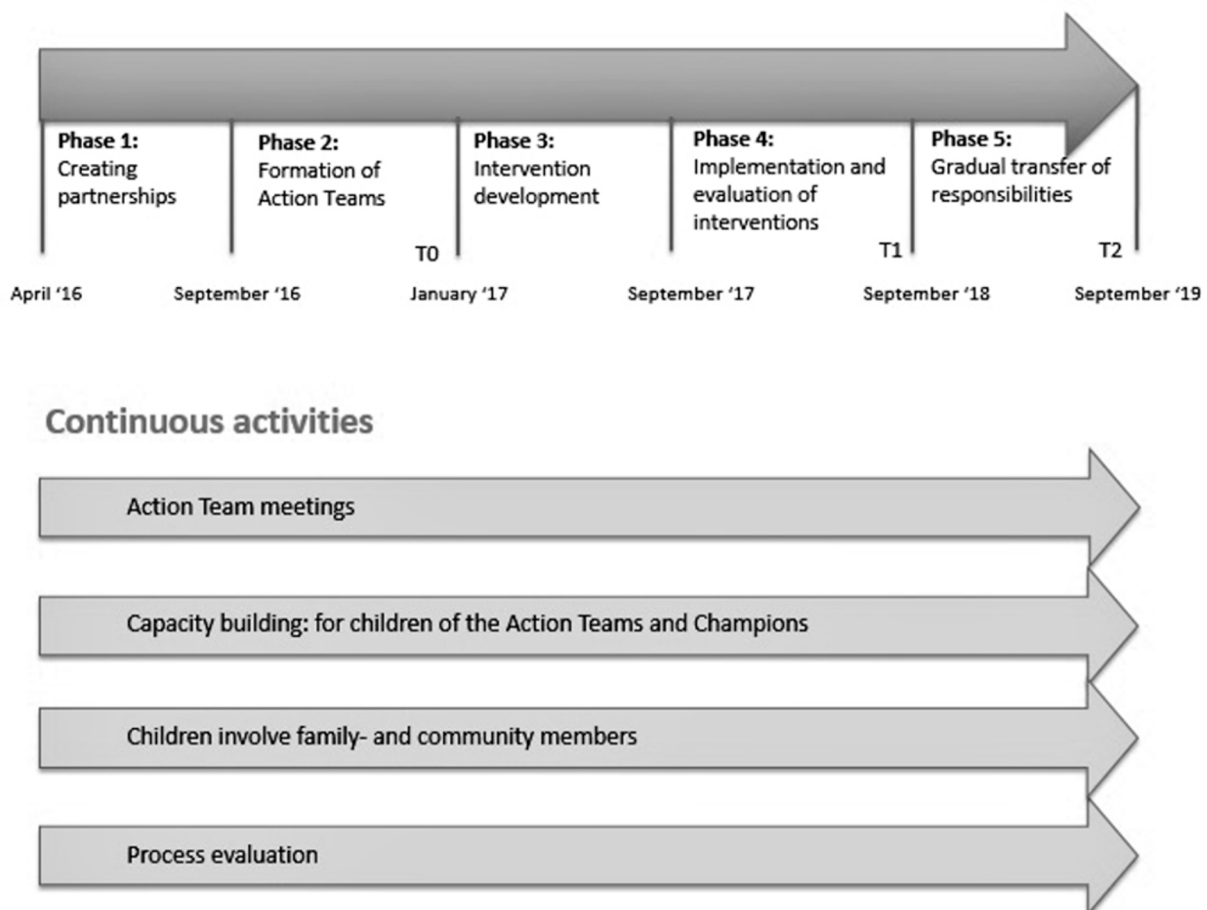 Phase 1:
Creating
partnerships
Phase 2:
Formation of
Action Teams
Phase 3:
Intervention
development
Phase 4:
Implementation and
evaluation of
interventions
Phase 5:
Gradual transfer of
responsibilities
T0
T1
T2
April ‘16
September ‘16
January ‘17
September ‘17
September ‘18
September ‘19
Continuous activities
Action Team meetings
Capacity building: for children of the Action Teams and Champions
Children involve family- and community members
Process evaluation